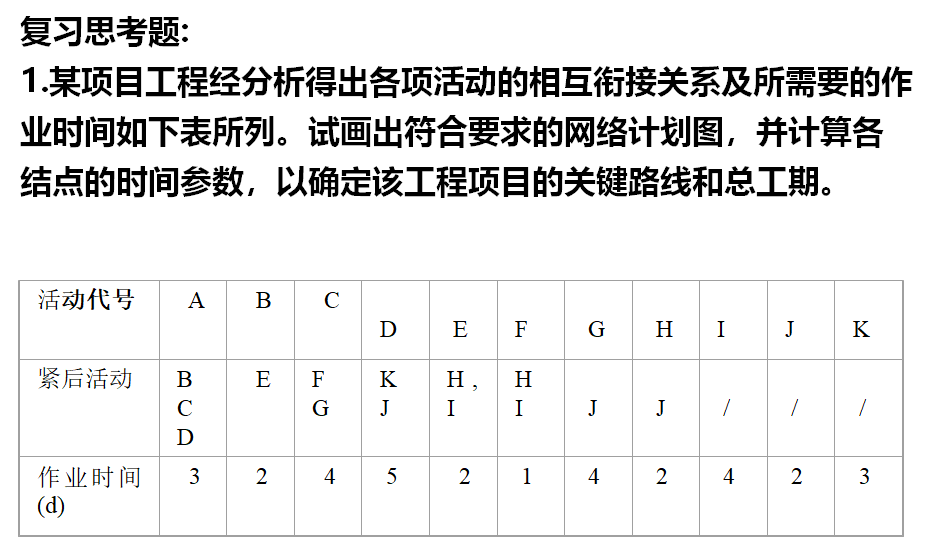 复习思考题:
1.某项目工程经分析得出各项活动的相互衔接关系及所需要的作
业时间如下表所列。试画出符合要求的网络计划图，并计算各
结点的时间参数，以确定该工程项目的关键路线和总工期。
活动代号 A B C D E F G H I J K
紧后活动 B C D E F G K J H , I H I J J / / /
作业时间(d) 3 2 4 5 2 1 4 2 4 2 3